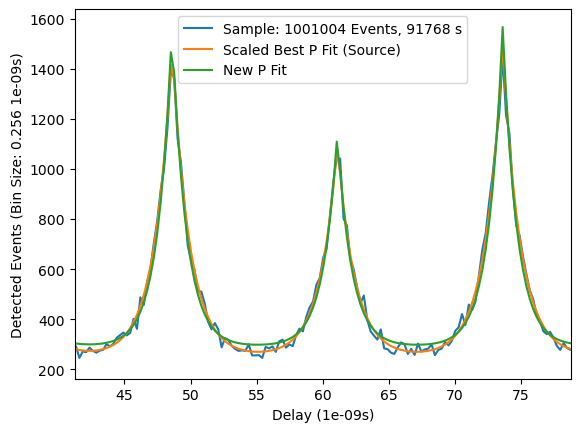 Sample: 1001004 Events, 91768 s
Scaled Best P Fit (Source)
New P Fit
Detected Events (Bin Size: 0.256 1e-09s)
1600
1400
1200
1000
800
600
400
200
45 50 55 60 65 70 75
Delay (1e-09s)